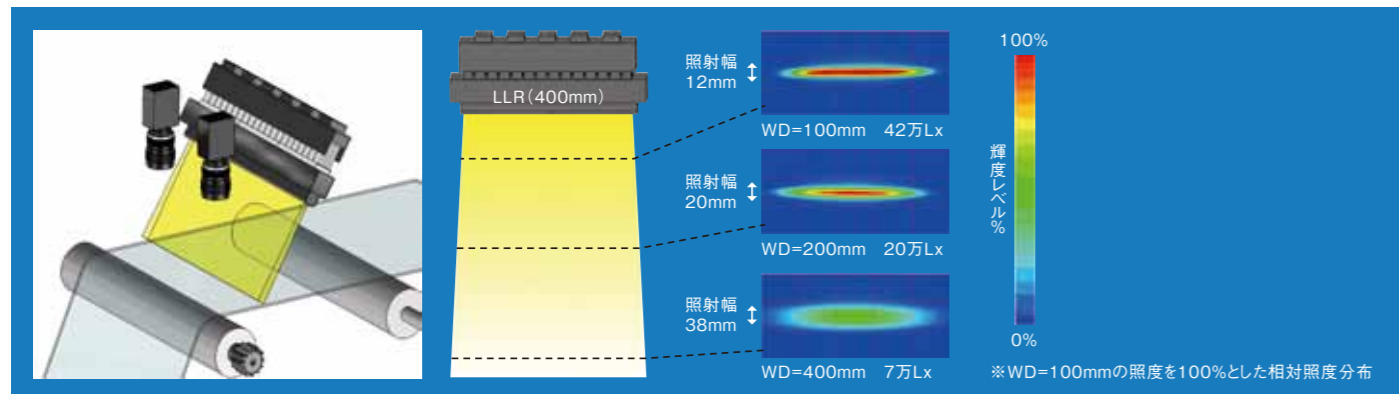 LLR(400mm)
照射幅
12mm
WD=100mm 42万Lx
照射幅
20mm
WD=200mm 20万Lx
照射幅
38mm
WD=400mm 7万Lx
100%
輝度レベル%
0%
※WD=100mmの照度を100%とした相対照度分布